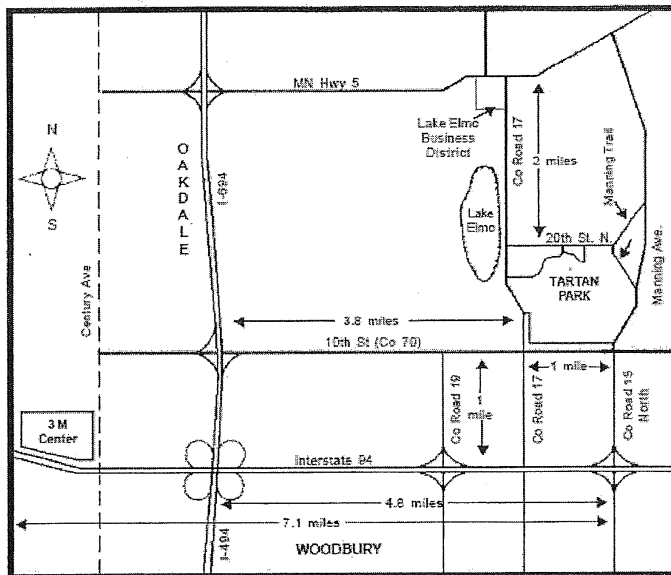 MN Hwy 5
N
S
OAKDALE
I-694
Lake Elmo
Business
District
Co Road 17
2 miles
Manning Trail
Lake
Elmo
20th St. N.
TARTAN
PARK
Manning Ave.
Century Ave
3.8 miles
10th St (Co 70)
3 M
Center
Co Road 19
1
mile
Co Road 17
1 mile
Co Road 15
North
Interstate 94
4.8 miles
7.1 miles
I-494
WOODBURY